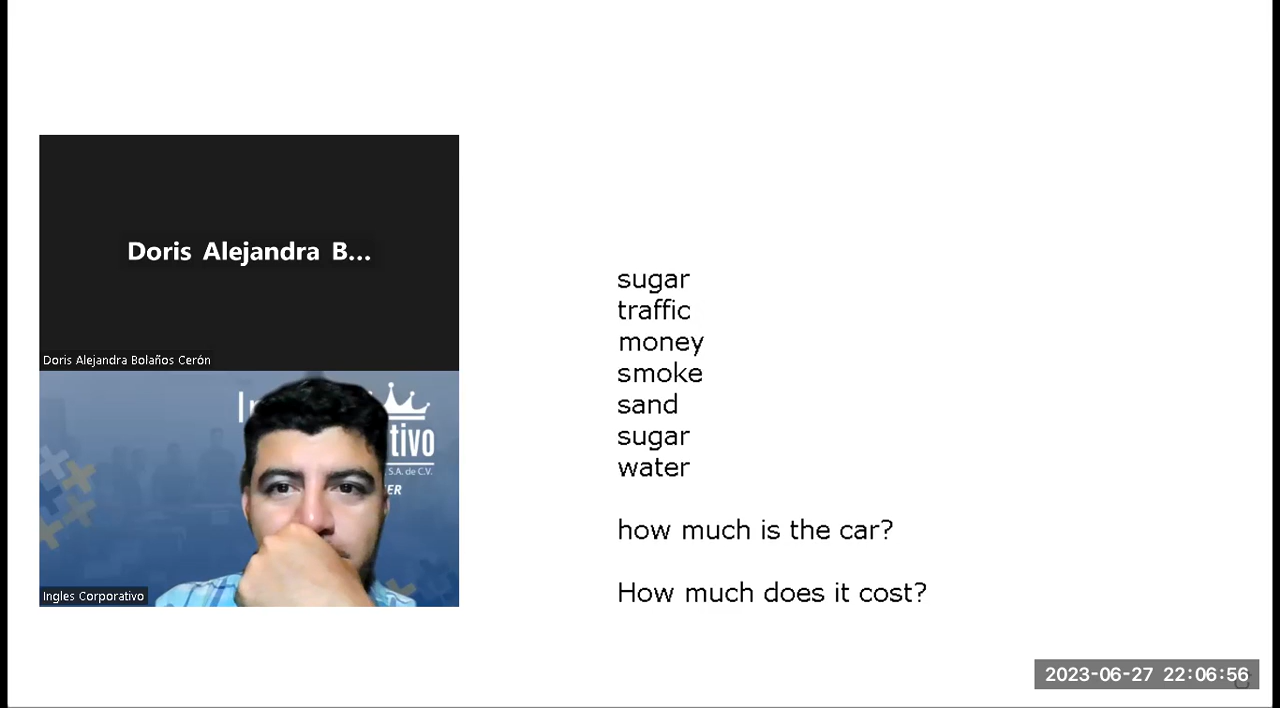 Doris Alejandra B...
Doris Alejandra Bolaños Cerón
tivo
S.A. de C.V.
Ingles Corporativo
sugar
traffic
money
smoke
sand
sugar
water
how much is the car?
How much does it cost?
2023-06-27 22:06:56